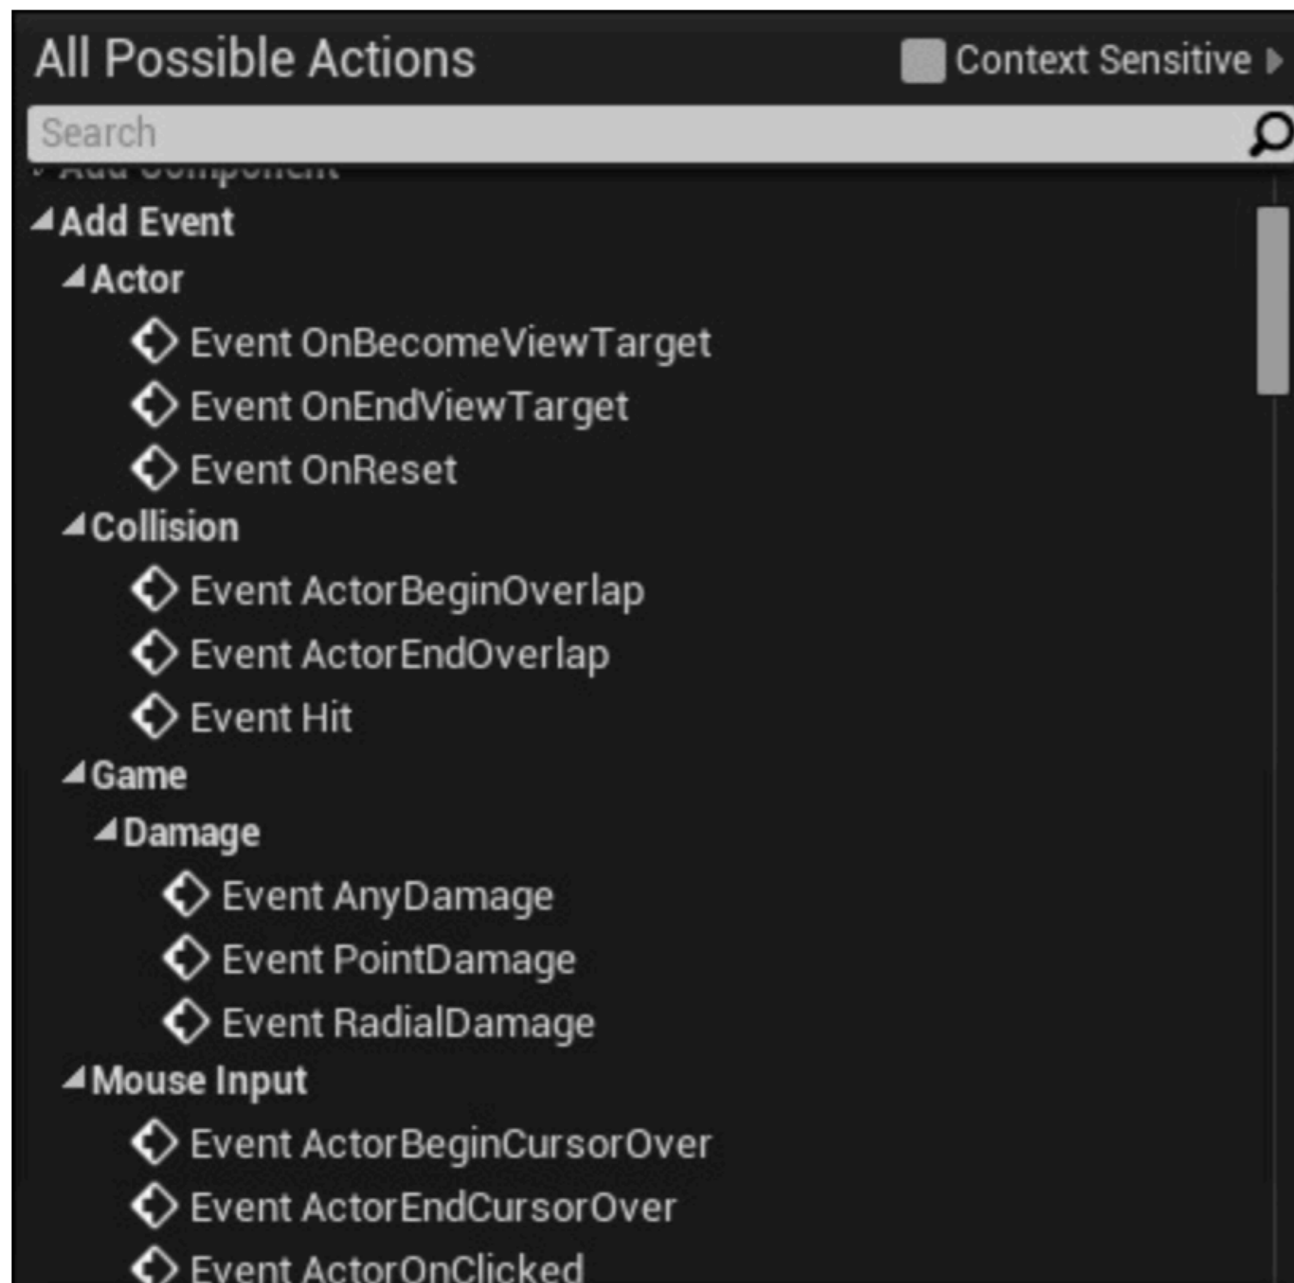 All Possible Actions
Context Sensitive
Search
Add Component
Add Event
Actor
Event OnBecomeViewTarget
Event OnEndViewTarget
Event OnReset
Collision
Event ActorBeginOverlap
Event ActorEndOverlap
Event Hit
Game
Damage
Event AnyDamage
Event PointDamage
Event RadialDamage
Mouse Input
Event ActorBeginCursorOver
Event ActorEndCursorOver
Event ActorOnClicked